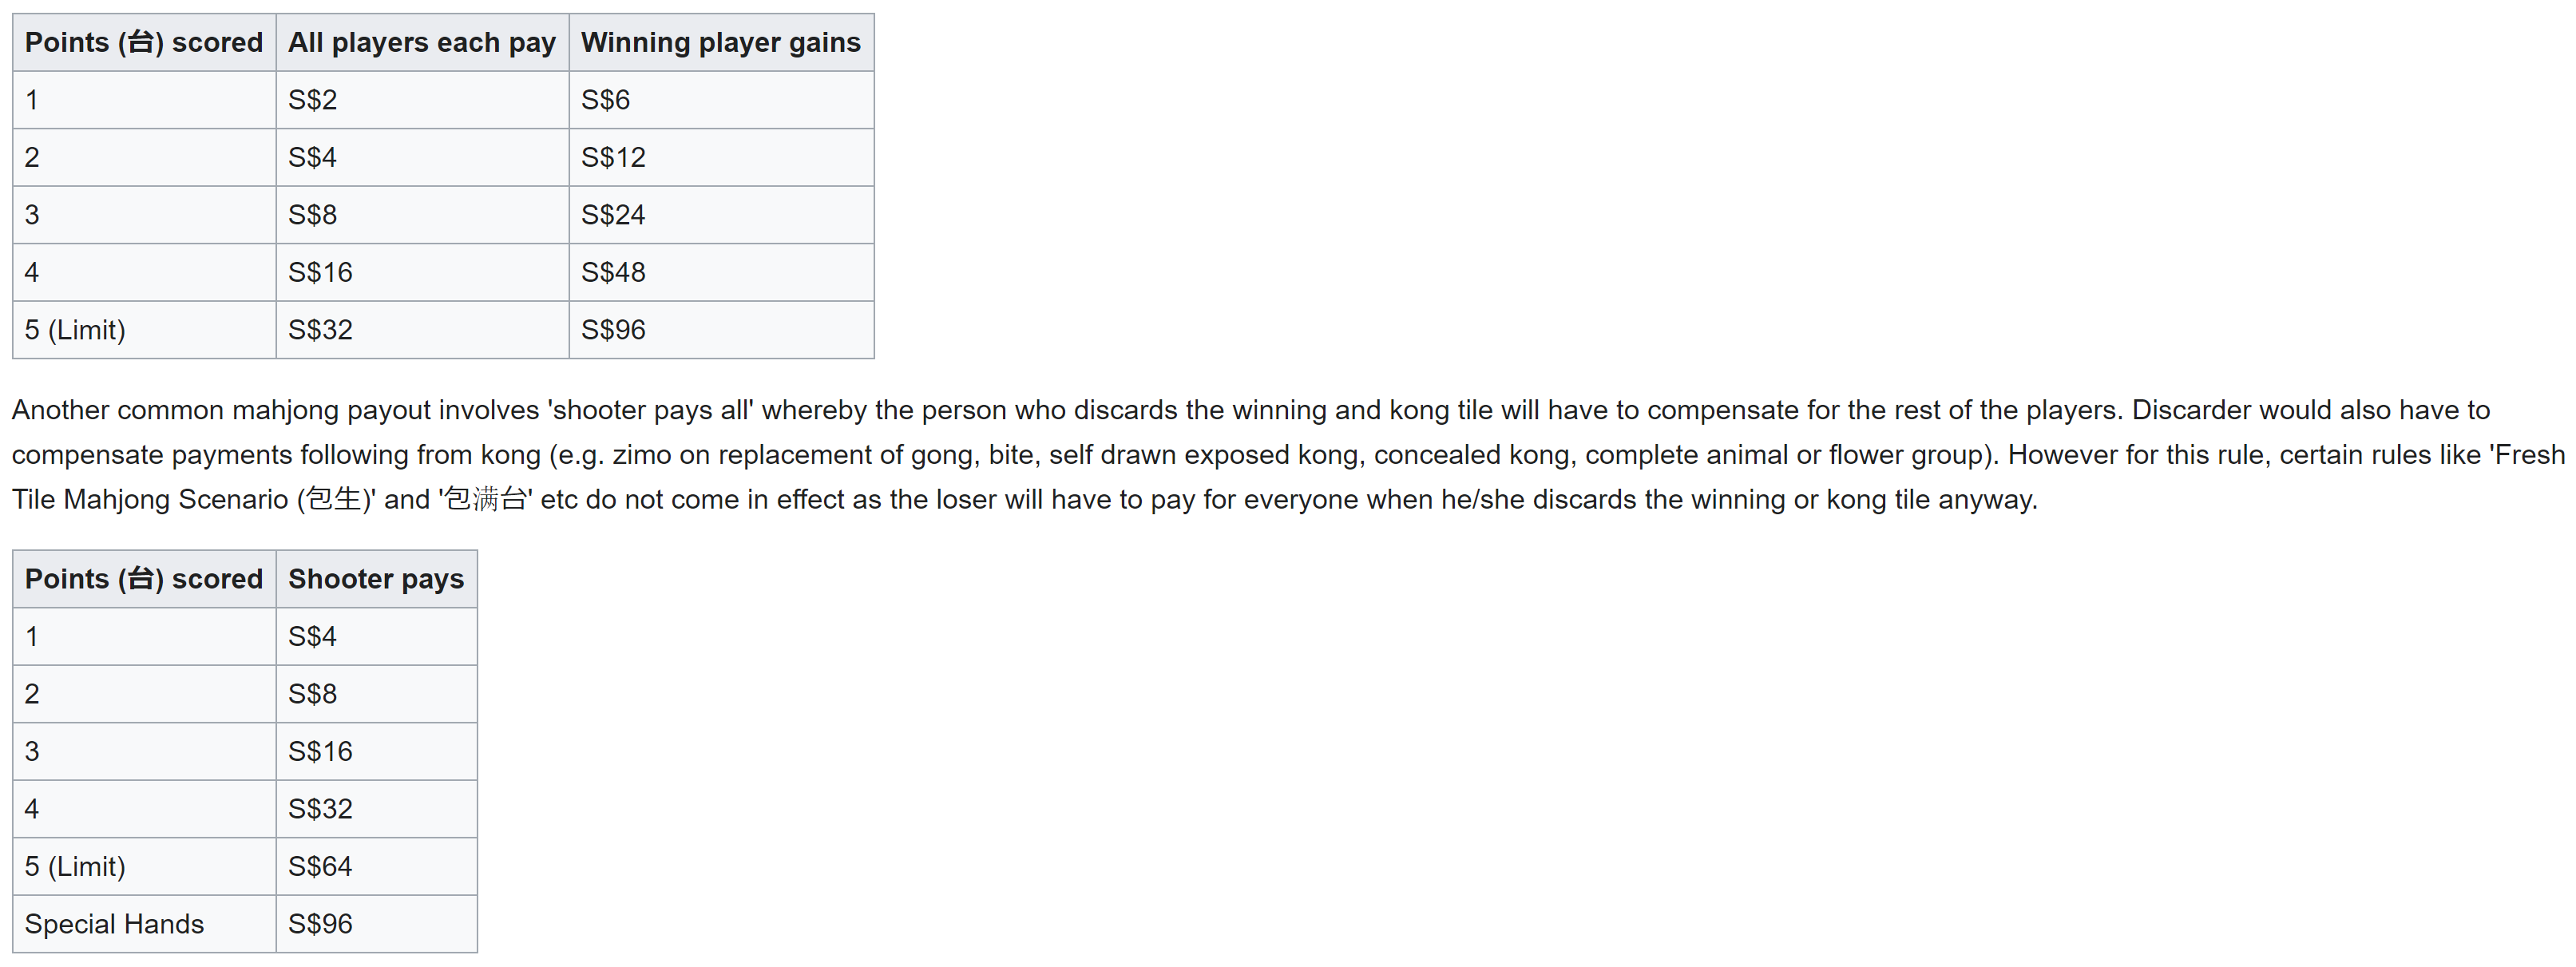 Points (台) scored All players each pay Winning player gains
1 S$2 S$6
2 S$4 S$12
3 S$8 S$24
4 S$16 S$48
5 (Limit) S$32 S$96
Another common mahjong payout involves 'shooter pays all' whereby the person who discards the winning and kong tile will have to compensate for the rest of the players. Discarder would also have to
compensate payments following from kong (e.g. zimo on replacement of gong, bite, self drawn exposed kong, concealed kong, complete animal or flower group). However for this rule, certain rules like 'Fresh
Tile Mahjong Scenario (包生)' and '包满台' etc do not come in effect as the loser will have to pay for everyone when he/she discards the winning or kong tile anyway.
Points (台) scored Shooter pays
1 S$4
2 S$8
3 S$16
4 S$32
5 (Limit) S$64
Special Hands S$96